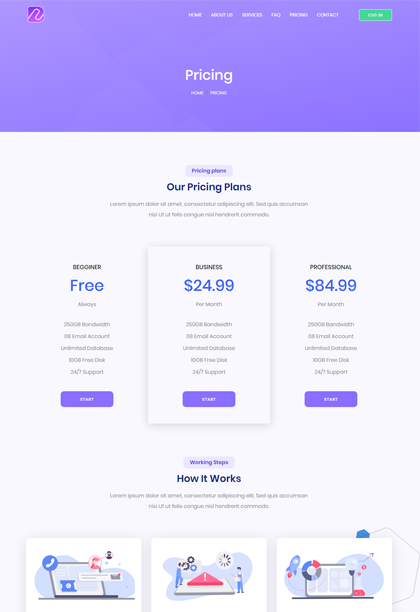 HOME ABOUT US SERVICES FAQ PRICING CONTACT LOG IN
Pricing
HOME PRICING
Pricing plans
Our Pricing Plans
Lorem ipsum dolor sit amet, consectetur adipiscing elit. Sed quis accumsan
nisi Ut ut felis congue nisl hendrerit commodo.
BEGGINER BUSINESS PROFESSIONAL
Free $24.99 $84.99
Always Per Month Per Month
250GB Bandwidth 250GB Bandwidth 250GB Bandwidth
08 Email Account 08 Email Account 08 Email Account
Unlimited Database Unlimited Database Unlimited Database
10GB Free Disk 10GB Free Disk 10GB Free Disk
24/7 Support 24/7 Support 24/7 Support
START START START
Working Steps
How It Works
Lorem ipsum dolor sit amet, consectetur adipiscing elit. Sed quis accumsan
nisi Ut ut felis congue nisl hendrerit commodo.